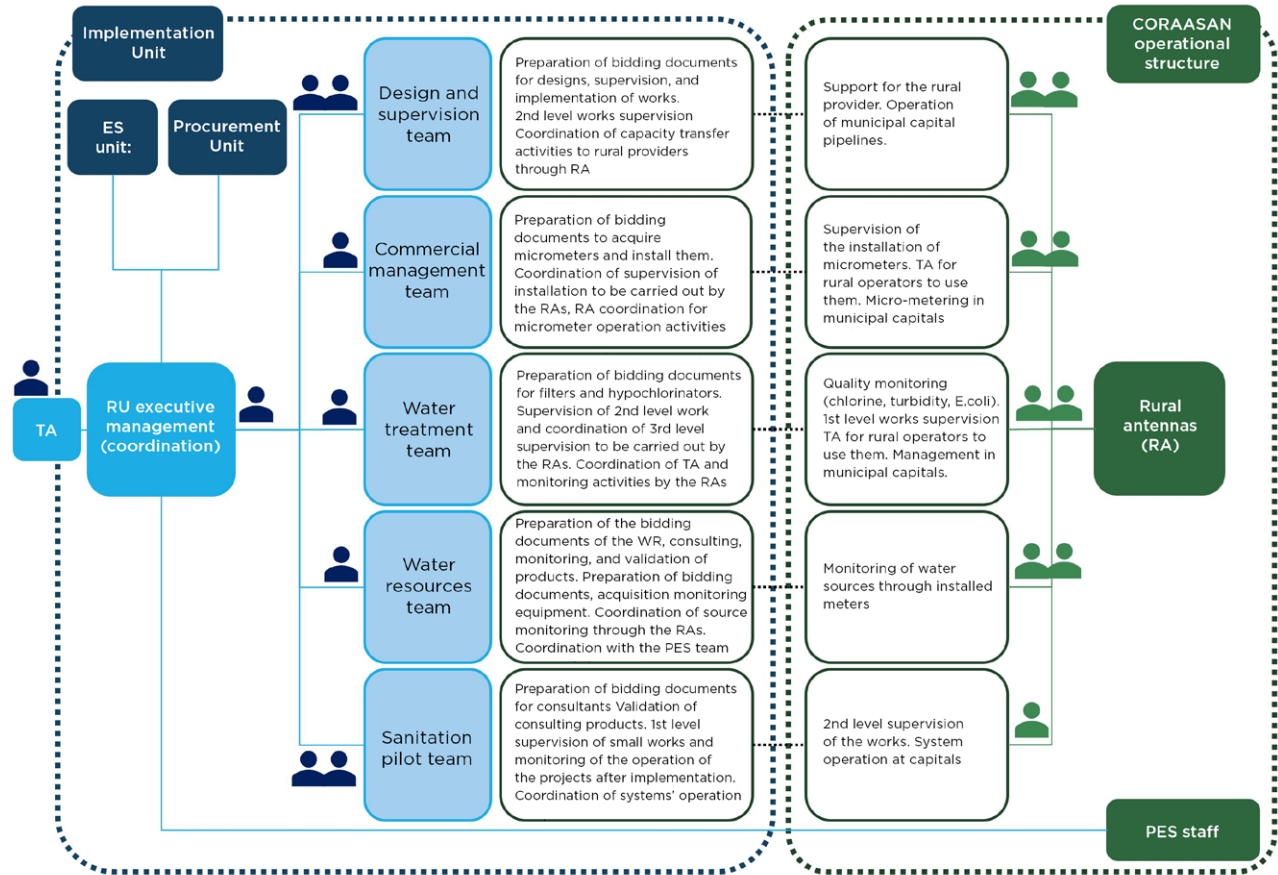 Implementation
Unit
ES
unit:
Procurement
Unit
TA
RU executive
management
(coordination)
Design and
supervision
team
Preparation of bidding documents
for designs, supervision, and
implementation of works.
2nd level works supervision
Coordination of capacity transfer
activities to rural providers
through RA
Support for the rural
provider. Operation
of municipal capital
pipelines.
Commercial
management
team
Preparation of bidding
documents to acquire
micrometers and install them.
Coordination of supervision of
installation to be carried out by
the RAs, RA coordination for
micrometer operation activities
Supervision of
the installation of
micrometers. TA for
rural operators to use
them. Micro-metering in
municipal capitals
Water
treatment
team
Preparation of bidding documents
for filters and hypochlorinators.
Supervision of 2nd level work
and coordination of 3rd level
supervision to be carried out by
the RAs. Coordination of TA and
monitoring activities by the RAs
Quality monitoring
(chlorine, turbidity, E.coli).
1st level works supervision
TA for rural operators to
use them. Management in
municipal capitals.
Water
resources
team
Preparation of the bidding
documents of the WR, consulting,
monitoring, and validation of
products. Preparation of bidding
documents, acquisition monitoring
equipment. Coordination of source
monitoring through the RAs.
Coordination with the PES team
Monitoring of water
sources through installed
meters
Sanitation
pilot team
Preparation of bidding documents
for consultants Validation of
consulting products. 1st level
supervision of small works and
monitoring of the operation of
the projects after implementation.
Coordination of systems' operation
2nd level supervision
of the works. System
operation at capitals
CORAASAN
operational
structure
Rural
antennas
(RA)
PES staff